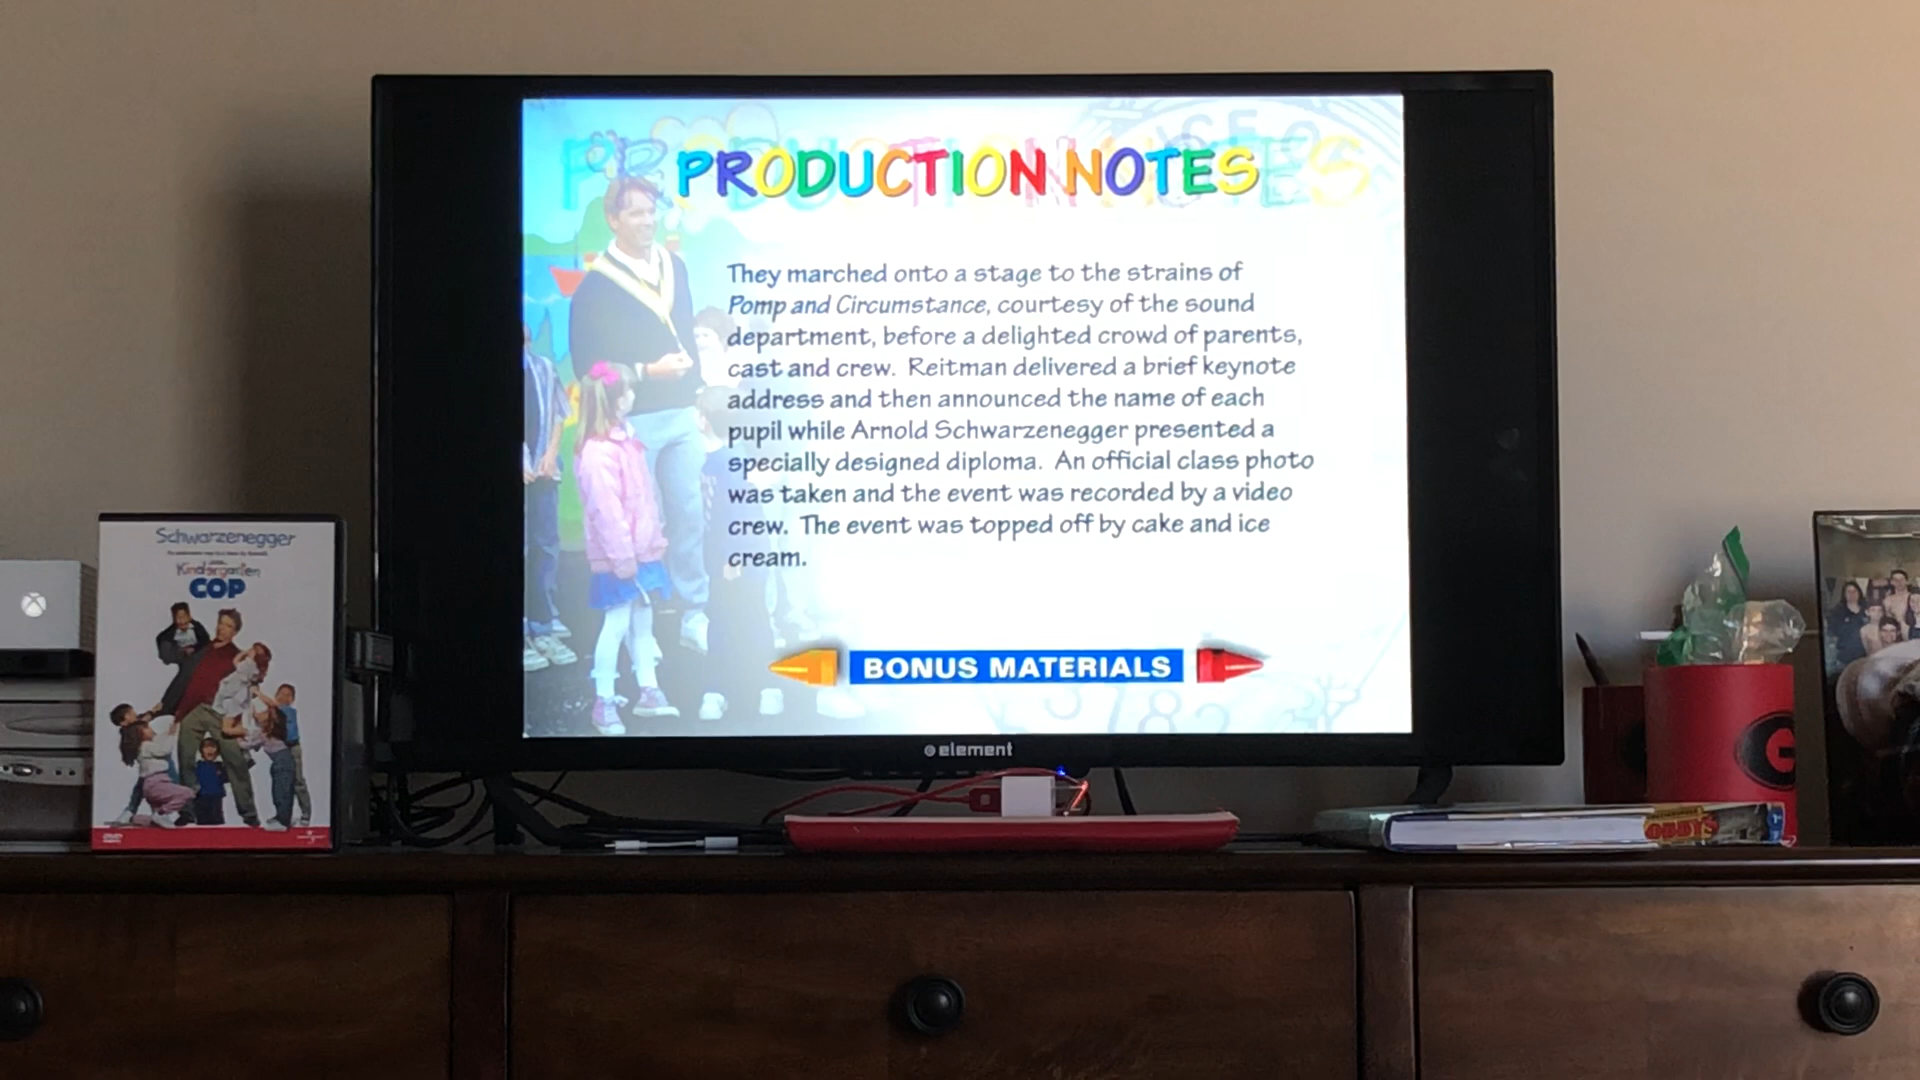 PRODUCTION NOTES
They marched onto a stage to the strains of
Pomp and Circumstance, courtesy of the sound
department, before a delighted crowd of parents,
cast and crew. Reitman delivered a brief keynote
address and then announced the name of each
pupil while Arnold Schwarzenegger presented a
specially designed diploma. An official class photo
was taken and the event was recorded by a video
crew. The event was topped off by cake and ice
cream.
BONUS MATERIALS
element
Schwarzenegger
Kindergarten
COP
DVD
G